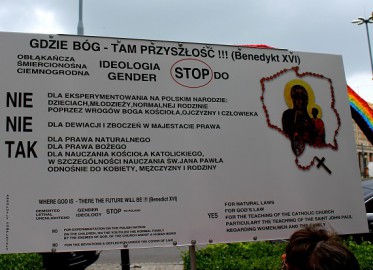 GDZIE BÓG - TAM PRZYSZŁOŚĆ !!! (Benedykt XVI)
OBŁĄKAŃCZA
ŚMIERCIONOŚNA
CIEMNOGRODNA
IDEOLOGIA
GENDER
STOP DO
NIE DLA EKSPERYMENTOWANIA NA POLSKIM NARODZIE:
DZIECIACH,MŁODZIEŻY,NORMALNEJ RODZINIE
POPRZEZ WROGÓW BOGA KOŚCIOŁA,OJCZYZNY I CZŁOWIEKA
NIE DLA DEWIACJI I ZBOCZEŃ W MAJESTACIE PRAWA
TAK DLA PRAWA NATURALNEGO
DLA PRAWA BOŻEGO
DLA NAUCZANIA KOŚCIOŁA KATOLICKIEGO,
W SZCZEGÓLNOŚCI NAUCZANIA ŚW.JANA PAWŁA
ODNOŚNIE DO KOBIETY, MĘŻCZYZNY I RODZINY
WHERE GOD IS - THERE THE FUTURE WILL BE !!! (Benedykt XVI)
DEMENTED
LETHAL
GENDER
IDEOLOGY
STOP
NO
NO
YES
FOR NATURAL LAWS
FOR GOD'S LAW
FOR THE TEACHING OF THE CATHOLIC CHURCH
PARTICULARY THE TEACHING OF THE SAINT JOHN PAUL
REGARDING WOMEN,MEN AND THE FAMILY